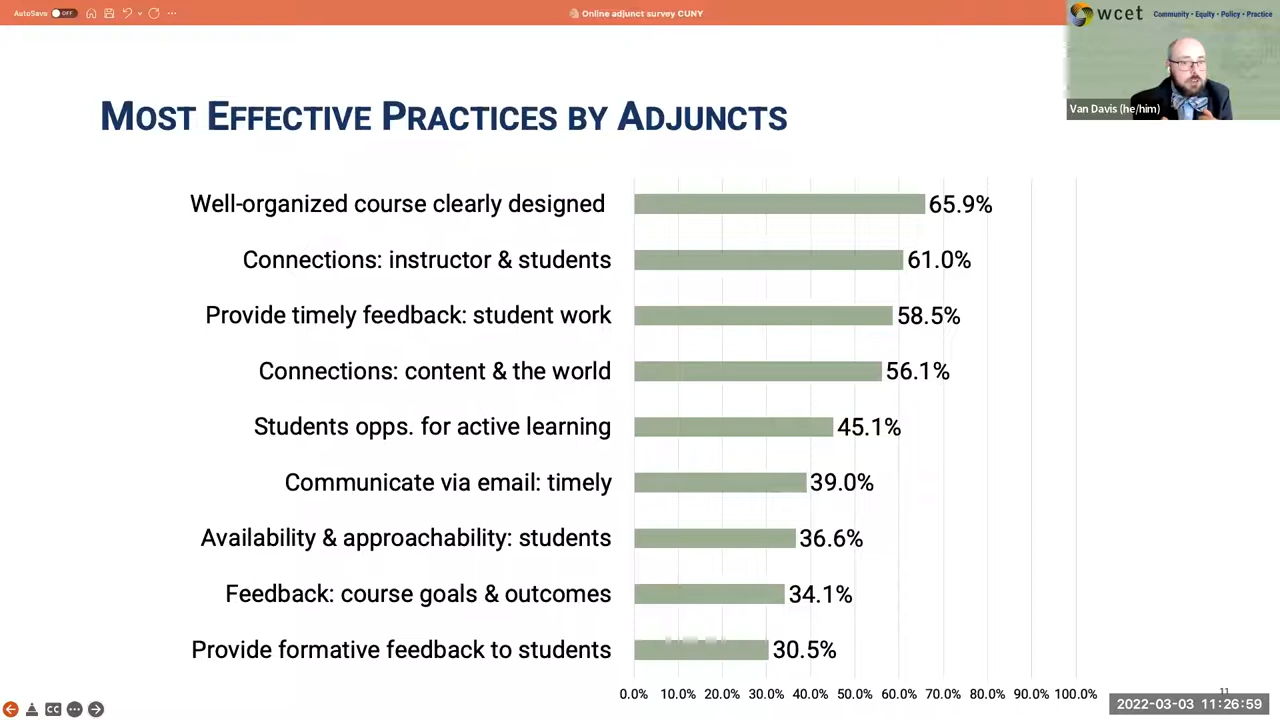 AutoSave OFF
Online adjunct survey CUNY
wcet Community • Equity • Policy • Practice
Van Davis (he/him)
MOST EFFECTIVE PRACTICES BY ADJUNCTS
Well-organized course clearly designed 65.9%
Connections: instructor & students 61.0%
Provide timely feedback: student work 58.5%
Connections: content & the world 56.1%
Students opps. for active learning 45.1%
Communicate via email: timely 39.0%
Availability & approachability: students 36.6%
Feedback: course goals & outcomes 34.1%
Provide formative feedback to students 30.5%
0.0% 10.0% 20.0% 30.0% 40.0% 50.0% 60.0% 70.0% 80.0% 90.0% 100.0%
11
CC
2022-03-03 11:26:59